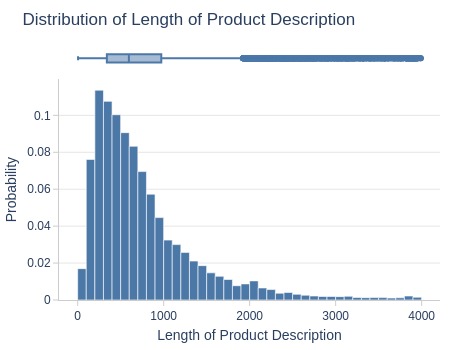 Distribution of Length of Product Description
0.1
0.08
0.06
0.04
0.02
0
Probability
0 1000 2000 3000 4000
Length of Product Description